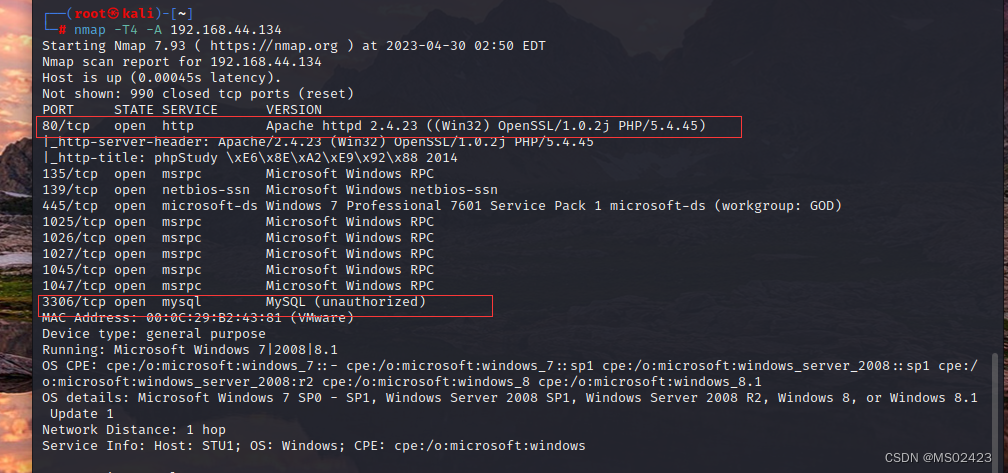 ┌──(root㉿kali)-[~]
└─# nmap -T4 -A 192.168.44.134
Starting Nmap 7.93 ( https://nmap.org ) at 2023-04-30 02:50 EDT
Nmap scan report for 192.168.44.134
Host is up (0.00045s latency).
Not shown: 990 closed tcp ports (reset)
PORT     STATE SERVICE      VERSION
80/tcp   open  http         Apache httpd 2.4.23 ((Win32) OpenSSL/1.0.2j PHP/5.4.45)
|_http-server-header: Apache/2.4.23 (Win32) OpenSSL/1.0.2j PHP/5.4.45
|_http-title: phpStudy \xE6\x8E\xA2\xE9\x92\x88 2014
135/tcp  open  msrpc        Microsoft Windows RPC
139/tcp  open  netbios-ssn  Microsoft Windows netbios-ssn
445/tcp  open  microsoft-ds Windows 7 Professional 7601 Service Pack 1 microsoft-ds (workgroup: GOD)
1025/tcp open  msrpc        Microsoft Windows RPC
1026/tcp open  msrpc        Microsoft Windows RPC
1027/tcp open  msrpc        Microsoft Windows RPC
1045/tcp open  msrpc        Microsoft Windows RPC
1047/tcp open  msrpc        Microsoft Windows RPC
3306/tcp open  mysql        MySQL (unauthorized)
MAC Address: 00:0C:29:B2:43:81 (VMware)
Device type: general purpose
Running: Microsoft Windows 7|2008|8.1
OS CPE: cpe:/o:microsoft:windows_7::- cpe:/o:microsoft:windows_7::sp1 cpe:/o:microsoft:windows_server_2008::sp1 cpe:/
o:microsoft:windows_server_2008:r2 cpe:/o:microsoft:windows_8 cpe:/o:microsoft:windows_8.1
OS details: Microsoft Windows 7 SP0 - SP1, Windows Server 2008 SP1, Windows Server 2008 R2, Windows 8, or Windows 8.1
 Update 1
Network Distance: 1 hop
Service Info: Host: STU1; OS: Windows; CPE: cpe:/o:microsoft:windows
CSDN @MS02423